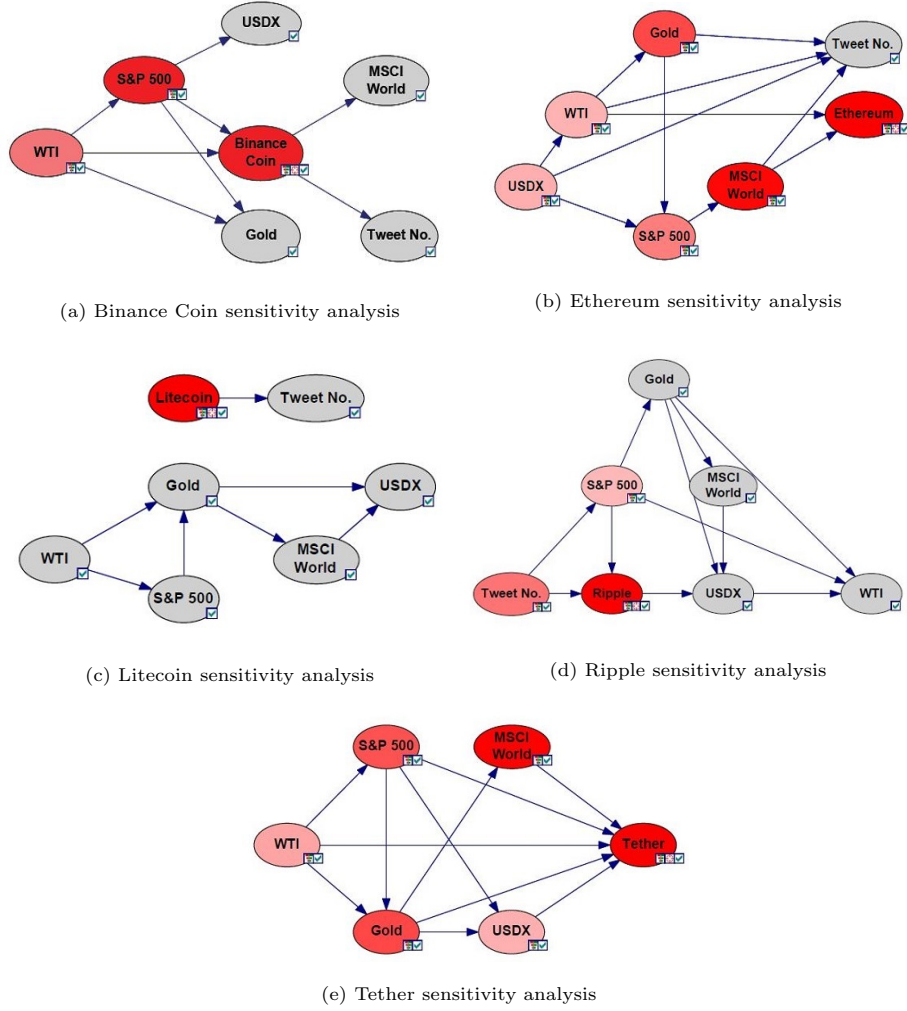 USDX
S&P 500
MSCI
World
WTI
Binance
Coin
Gold
Tweet No.
(a) Binance Coin sensitivity analysis
Gold
Tweet No.
WTI
Ethereum
USDX
MSCI
World
S&P 500
(b) Ethereum sensitivity analysis
Litecoin
Tweet No.
Gold
USDX
WTI
MSCI
World
S&P 500
(c) Litecoin sensitivity analysis
Gold
S&P 500
MSCI
World
Tweet No.
Ripple
USDX
WTI
(d) Ripple sensitivity analysis
S&P 500
MSCI
World
WTI
Tether
Gold
USDX
(e) Tether sensitivity analysis